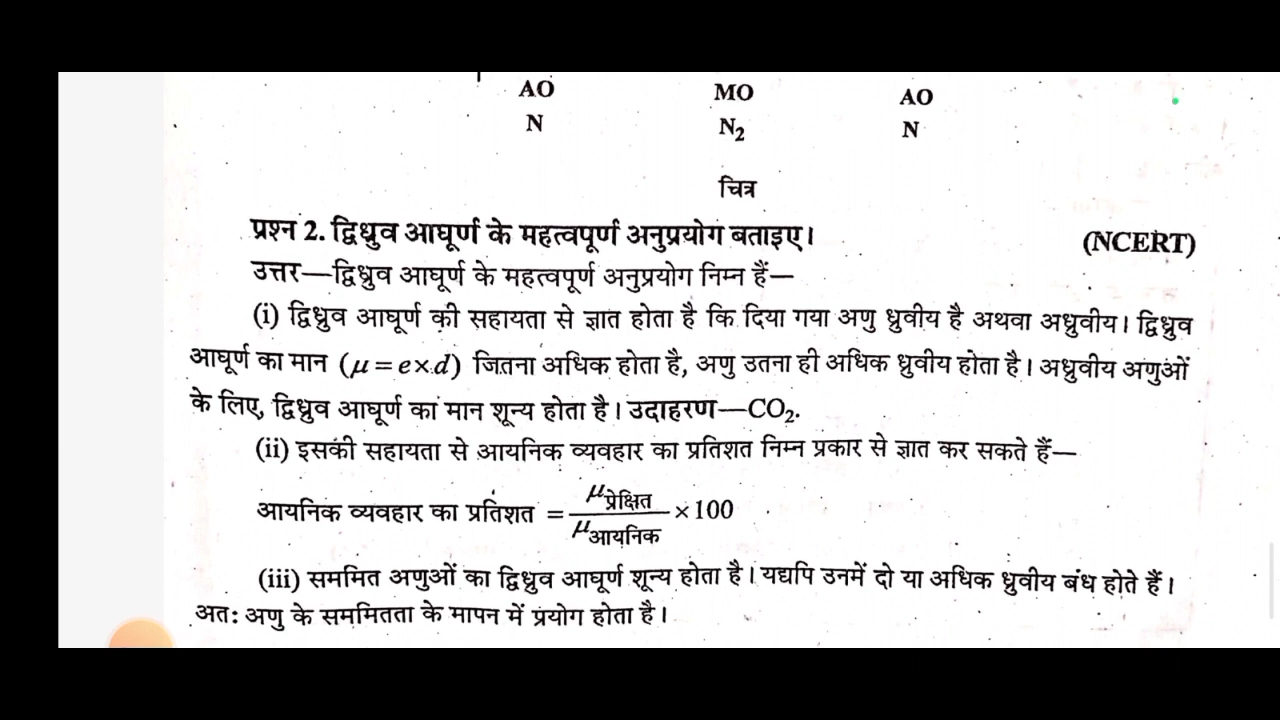 AO MO AO
N N₂ N
चित्र
प्रश्न 2. द्विध्रुव आघूर्ण के महत्वपूर्ण अनुप्रयोग बताइए। (NCERT)
उत्तर—द्विध्रुव आघूर्ण के महत्वपूर्ण अनुप्रयोग निम्न हैं—
(i) द्विध्रुव आघूर्ण की सहायता से ज्ञात होता है कि दिया गया अणु ध्रुवीय है अथवा अध्रुवीय। द्विध्रुव
आघूर्ण का मान (μ = e×d) जितना अधिक होता है, अणु उतना ही अधिक ध्रुवीय होता है। अध्रुवीय अणुओं
के लिए, द्विध्रुव आघूर्ण का मान शून्य होता है। उदाहरण—CO₂.
(ii) इसकी सहायता से आयनिक व्यवहार का प्रतिशत निम्न प्रकार से ज्ञात कर सकते हैं—
आयनिक व्यवहार का प्रतिशत = μप्रेक्षित / μआयनिक ×100
(iii) सममित अणुओं का द्विध्रुव आघूर्ण शून्य होता है। यद्यपि उनमें दो या अधिक ध्रुवीय बंध होते हैं।
अतः अणु के सममितता के मापन में प्रयोग होता है।